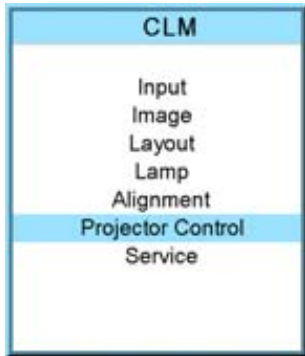 CLM
Input
Image
Layout
Lamp
Alignment
Projector Control
Service